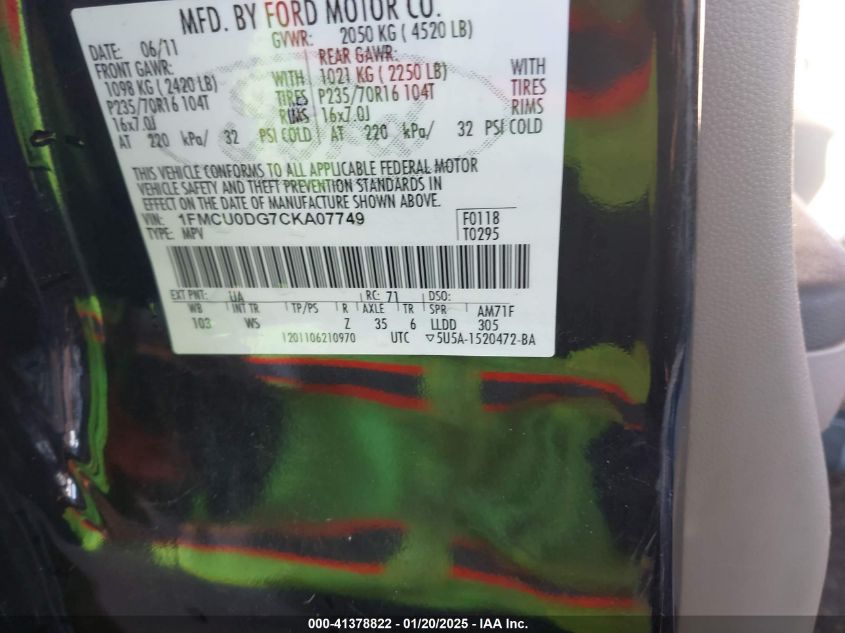 MFD. BY FORD MOTOR CO.
DATE: 06/11 GVWR: 2050 KG ( 4520 LB)
FRONT GAWR: REAR GAWR:
1098 KG ( 2420 LB) WITH 1021 KG ( 2250 LB) WITH
P235/70R16 104T TIRES P235/70R16 104T TIRES
16x7.0J RIMS 16x7.0J RIMS
AT 220 kPa/ 32 PSI COLD AT 220 kPa/ 32 PSI COLD
THIS VEHICLE CONFORMS TO ALL APPLICABLE FEDERAL MOTOR
VEHICLE SAFETY AND THEFT PREVENTION STANDARDS IN
EFFECT ON THE DATE OF MANUFACTURE SHOWN ABOVE.
VIN: 1FMCU0DG7CKA07749 F0118
TYPE: MPV T0295
EXT PNT: UA RC: 71 DSO:
WB INT TR TP/PS R AXLE TR SPR AM71F
103 WS Z 35 6 LLDD 305
1201106210970 UTC ▽5U5A-1520472-BA
000-41378822 / 01/20/2025 / IAAI Inc.